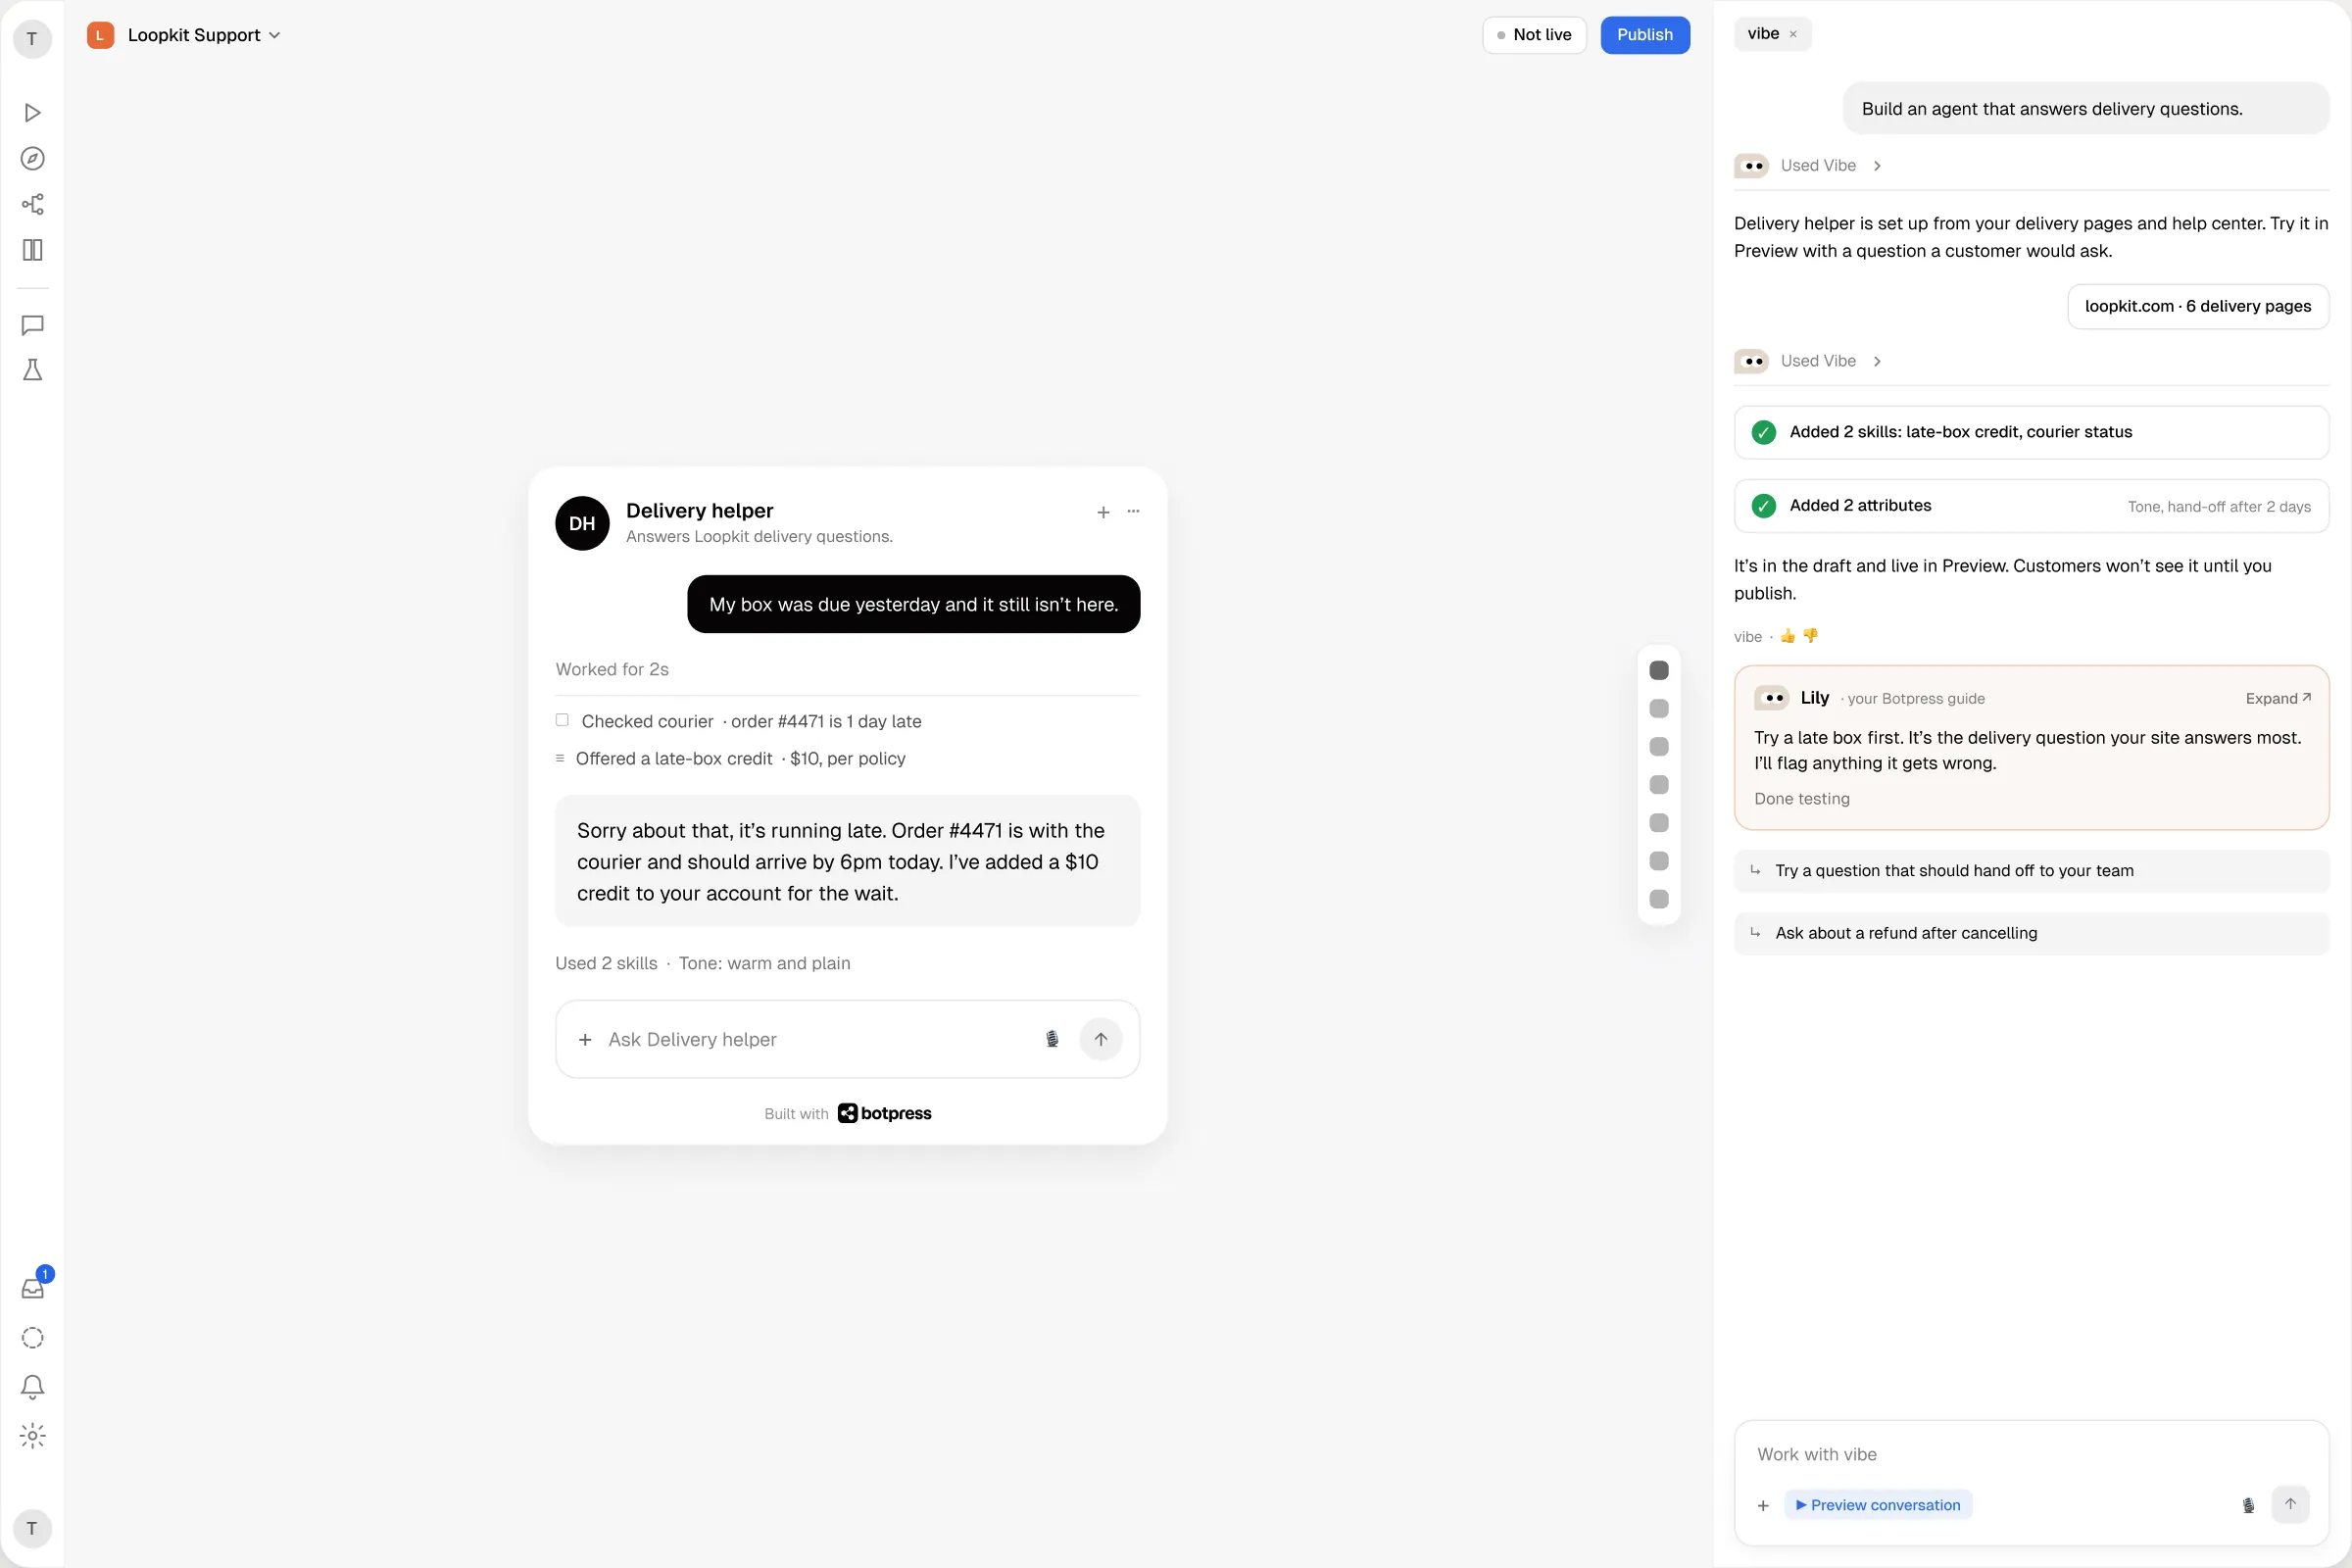 T
L
Loopkit Support
Not live
Publish
DH
Delivery helper
Answers Loopkit delivery questions.
My box was due yesterday and it still isn’t here.
Worked for 2s
Checked courier · order #4471 is 1 day late
Offered a late-box credit · $10, per policy
Sorry about that, it’s running late. Order #4471 is with the
courier and should arrive by 6pm today. I’ve added a $10
credit to your account for the wait.
Used 2 skills · Tone: warm and plain
Ask Delivery helper
Built with botpress
1
T
vibe ×
Build an agent that answers delivery questions.
Used Vibe
Delivery helper is set up from your delivery pages and help center. Try it in
Preview with a question a customer would ask.
loopkit.com · 6 delivery pages
Used Vibe
Added 2 skills: late-box credit, courier status
Added 2 attributes
Tone, hand-off after 2 days
It’s in the draft and live in Preview. Customers won’t see it until you
publish.
vibe · 👍 👎
Lily · your Botpress guide
Expand ↗
Try a late box first. It’s the delivery question your site answers most.
I’ll flag anything it gets wrong.
Done testing
Try a question that should hand off to your team
Ask about a refund after cancelling
Work with vibe
Preview conversation